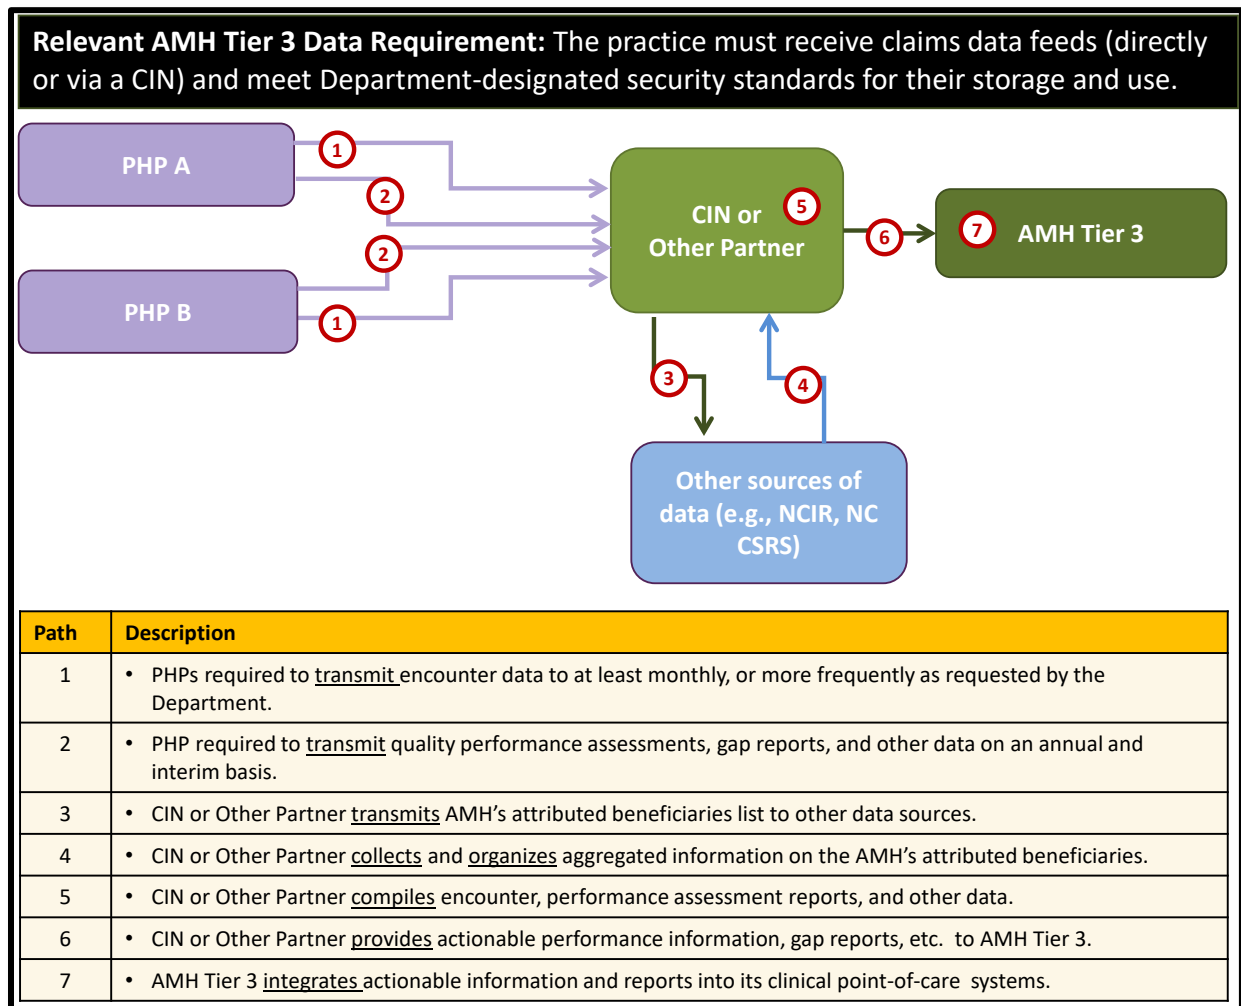 Relevant AMH Tier 3 Data Requirement: The practice must receive claims data feeds (directly
or via a CIN) and meet Department-designated security standards for their storage and use.
PHP A
1
2
2
PHP B
1
CIN or
Other Partner
5
6
7
AMH Tier 3
3
4
Other sources of
data (e.g., NCIR, NC
CSRS)
Path Description
1 • PHPs required to transmit encounter data to at least monthly, or more frequently as requested by the
Department.
2 • PHP required to transmit quality performance assessments, gap reports, and other data on an annual and
interim basis.
3 • CIN or Other Partner transmits AMH’s attributed beneficiaries list to other data sources.
4 • CIN or Other Partner collects and organizes aggregated information on the AMH’s attributed beneficiaries.
5 • CIN or Other Partner compiles encounter, performance assessment reports, and other data.
6 • CIN or Other Partner provides actionable performance information, gap reports, etc. to AMH Tier 3.
7 • AMH Tier 3 integrates actionable information and reports into its clinical point-of-care systems.